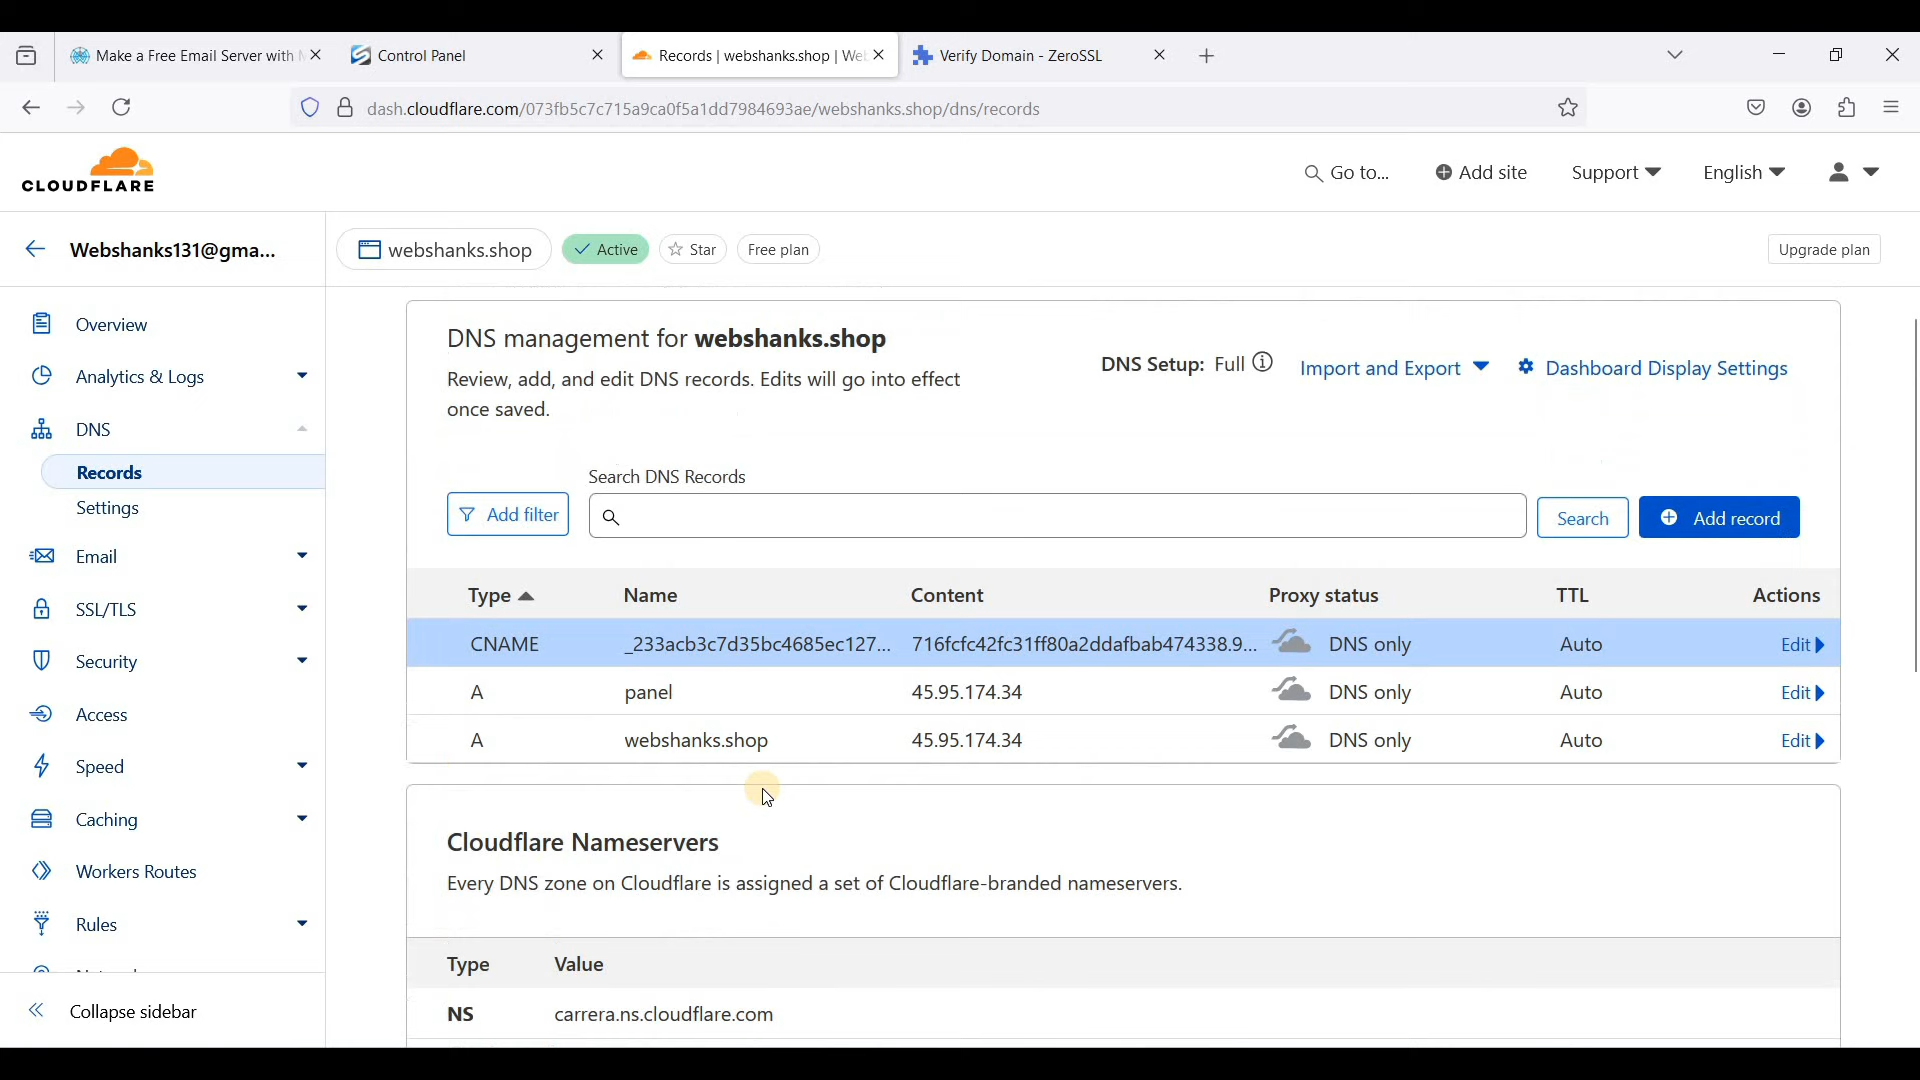 Make a Free Email Server with
Control Panel
Records | webshanks.shop | We
Verify Domain - ZeroSSL
dash.cloudflare.com/073fb5c7c715a9ca0f5a1dd7984693ae/webshanks.shop/dns/records
CLOUDFLARE
Go to...
Add site
Support
English
Webshanks131@gma...
webshanks.shop
Active
Star
Free plan
Upgrade plan
Overview
Analytics & Logs
DNS
Records
Settings
Email
SSL/TLS
Security
Access
Speed
Caching
Workers Routes
Rules
Collapse sidebar
DNS management for webshanks.shop
Review, add, and edit DNS records. Edits will go into effect
once saved.
DNS Setup: Full
Import and Export
Dashboard Display Settings
Search DNS Records
Add filter
Search
Add record
Type Name Content Proxy status TTL Actions
CNAME _233acb3c7d35bc4685ec127... 716fcfc42fc31ff80a2ddafbab474338.9... DNS only Auto Edit
A panel 45.95.174.34 DNS only Auto Edit
A webshanks.shop 45.95.174.34 DNS only Auto Edit
Cloudflare Nameservers
Every DNS zone on Cloudflare is assigned a set of Cloudflare-branded nameservers.
Type Value
NS carrera.ns.cloudflare.com